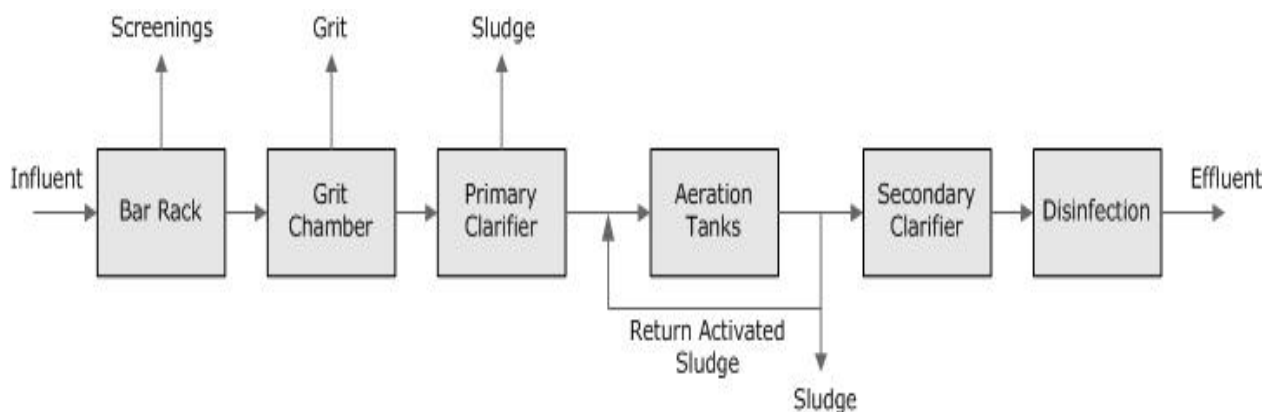 Screenings
Grit
Sludge
Influent
Bar Rack
Grit
Chamber
Primary
Clarifier
Aeration
Tanks
Secondary
Clarifier
Disinfection
Effluent
Return Activated
Sludge
Sludge